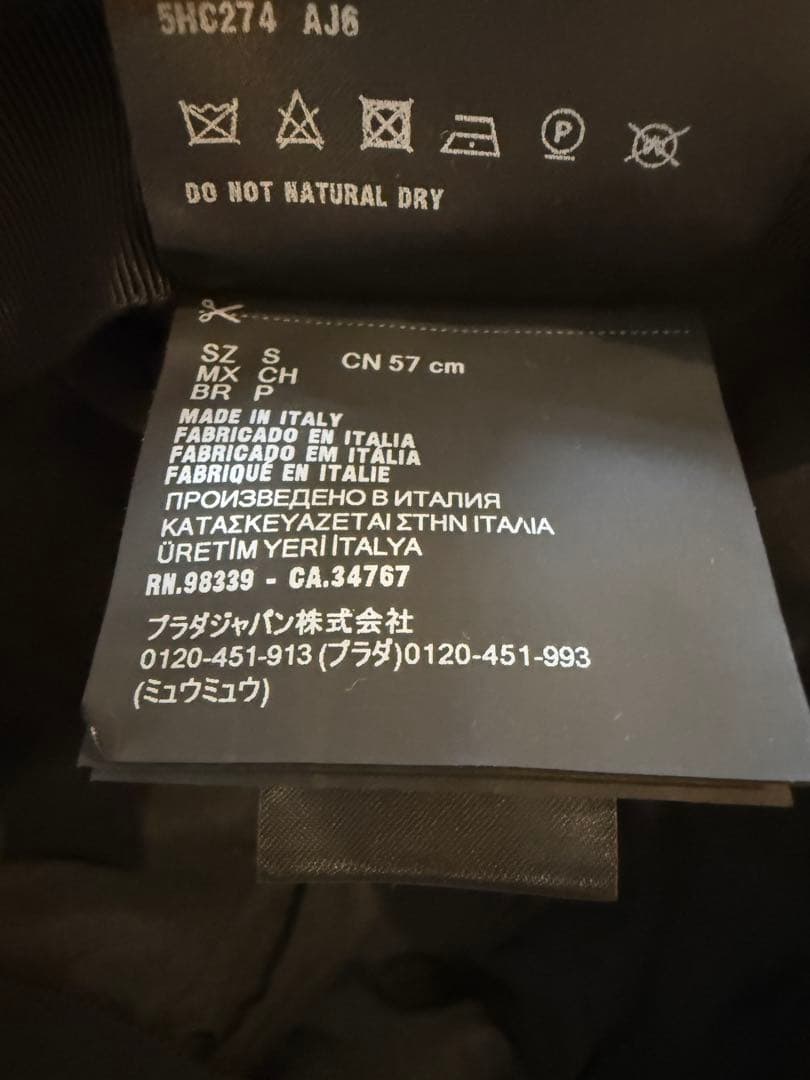 5HC274 AJ6
DO NOT NATURAL DRY
SZ S CN 57 cm
MX CH
BR P
MADE IN ITALY
FABRICADO EN ITALIA
FABRICADO EM ITÁLIA
FABRIQUÉ EN ITALIE
ПРОИЗВЕДЕНО В ИТАЛИЯ
ΚΑΤΑΣΚΕΥΑΖΕΤΑΙ ΣΤΗΝ ΙΤΑΛΙΑ
ÜRETİM YERİ İTALYA
RN.98339 - CA.34767
プラダジャパン株式会社
0120-451-913 (プラダ)0120-451-993
(ミュウミュウ)